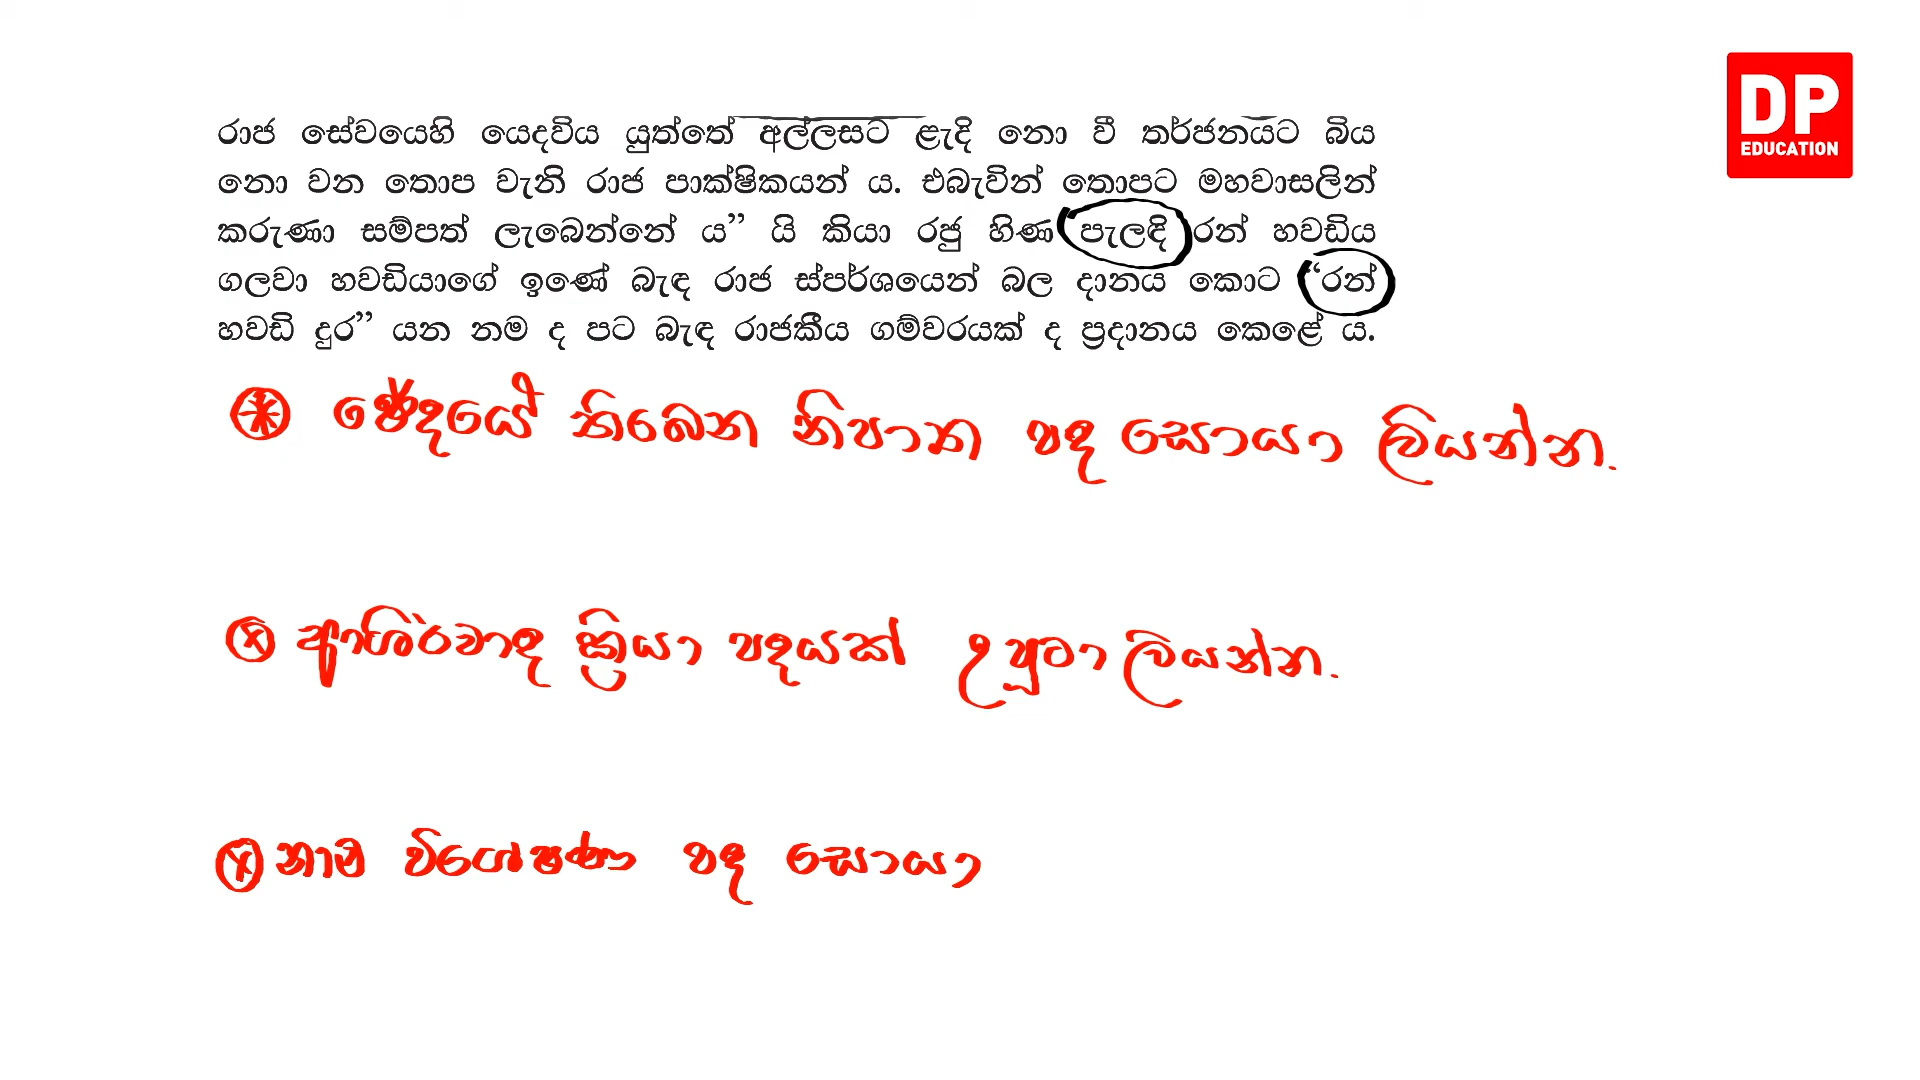 DP
EDUCATION
රාජ සේවයෙහි යෙදවිය යුත්තේ අල්ලසට ළැදි නො වී තර්ජනයට බිය
නො වන තොප වැනි රාජ පාක්ෂිකයන් ය. එබැවින් තොපට මහවාසලින්
කරුණා සම්පත් ලැබෙන්නේ ය” යි කියා රජු හිණ පැලඳි රන් හවඩිය
ගලවා හවඩියාගේ ඉණේ බැඳ රාජ ස්පර්ශයෙන් බල දානය කොට “රන්
හවඩි දුර” යන නම ද පට බැඳ රාජකීය ගම්වරයක් ද ප්‍රදානය කෙළේ ය.
ඡේදයේ තිබෙන නිපාත පද සොයා ලියන්න.
ආශිර්වාද ක්‍රියා පදයක් උපුටා ලියන්න.
නාම විශේෂණ පද සොයා